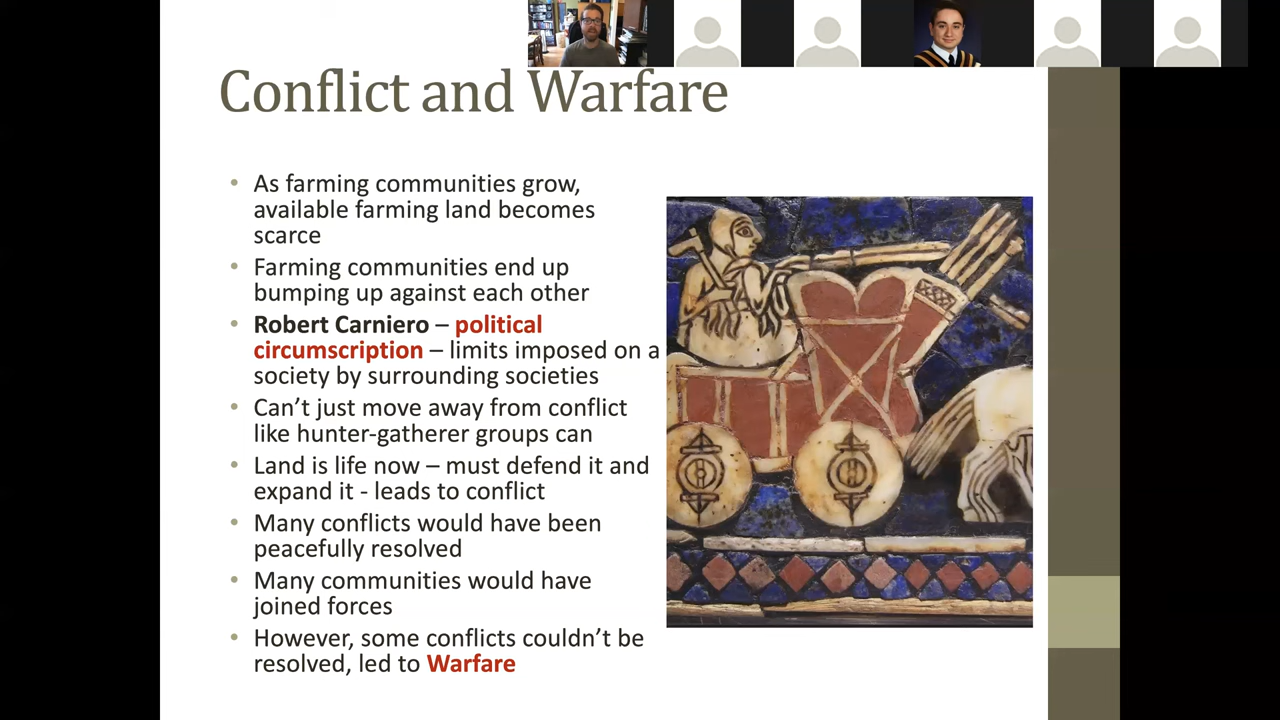 Conflict and Warfare
• As farming communities grow,
available farming land becomes
scarce
• Farming communities end up
bumping up against each other
• Robert Carniero – political
circumscription – limits imposed on a
society by surrounding societies
• Can’t just move away from conflict
like hunter-gatherer groups can
• Land is life now – must defend it and
expand it - leads to conflict
• Many conflicts would have been
peacefully resolved
• Many communities would have
joined forces
• However, some conflicts couldn’t be
resolved, led to Warfare